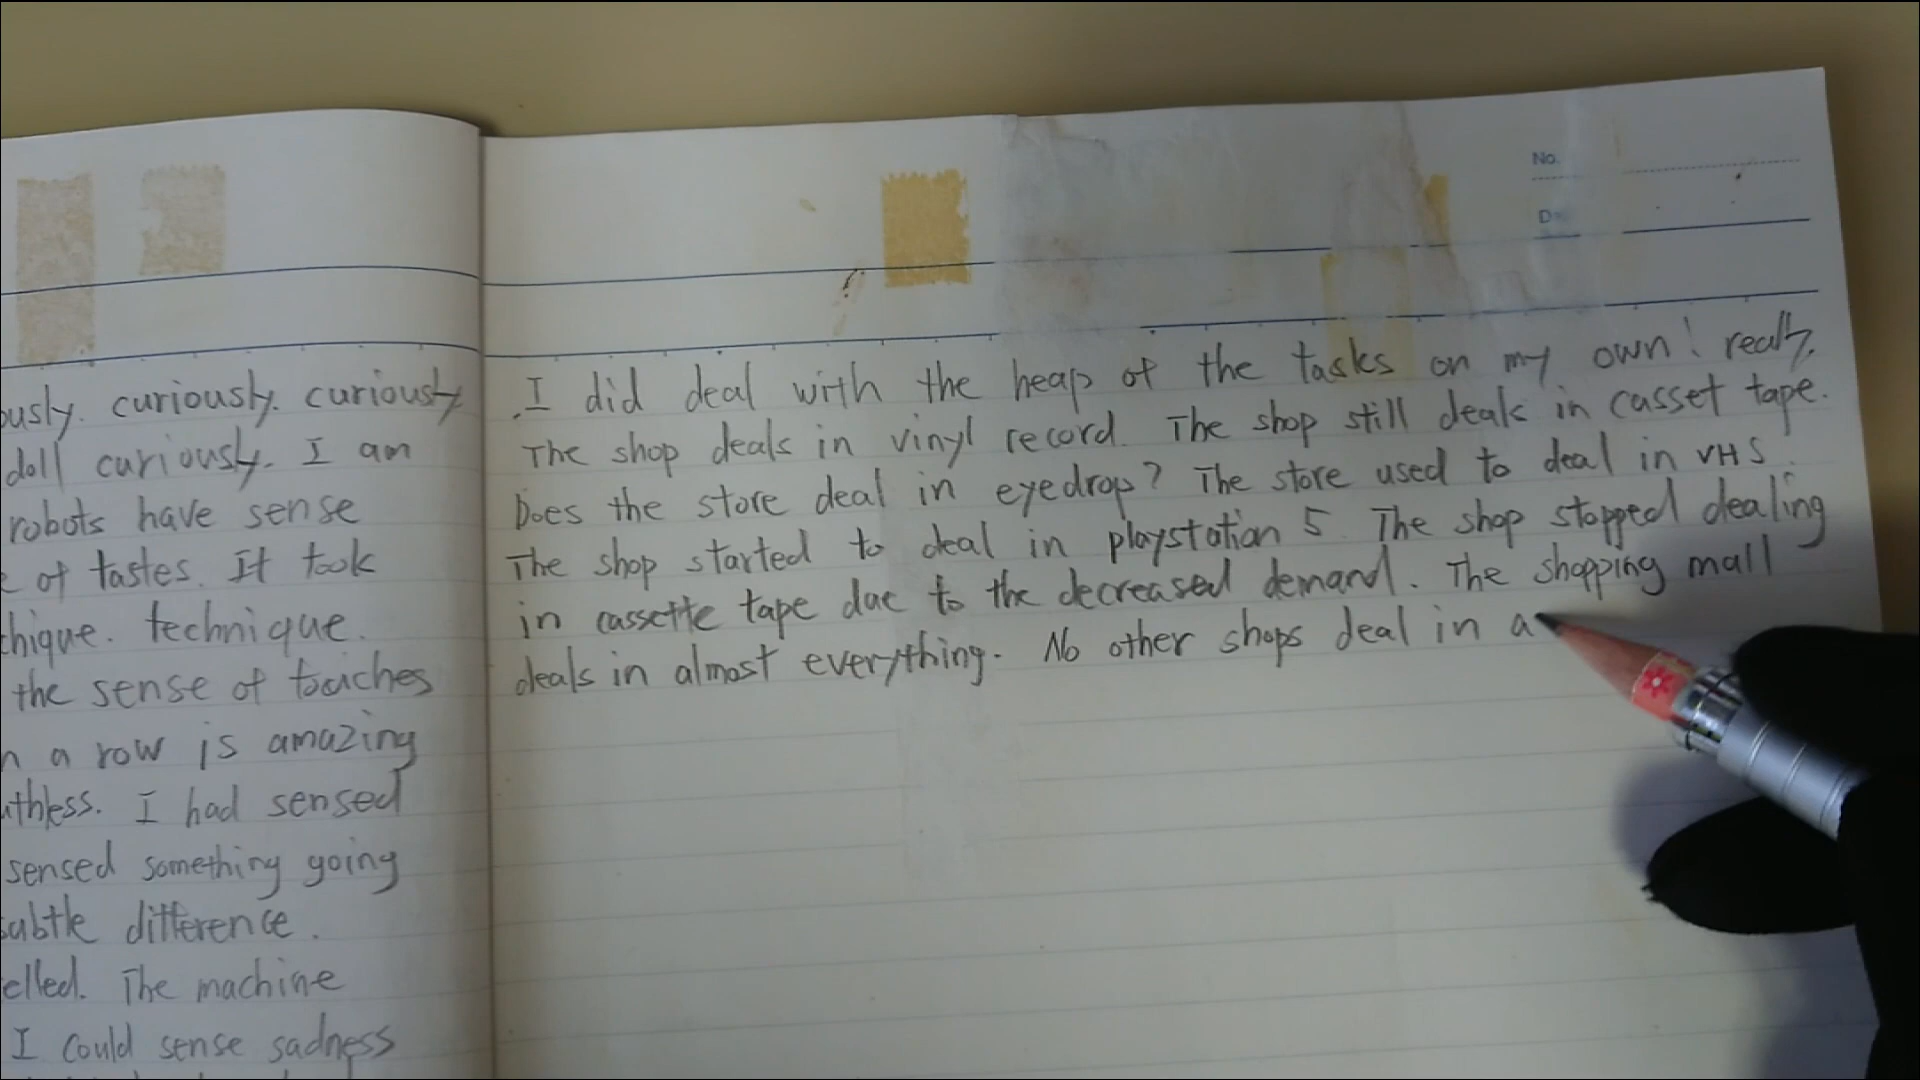 ously. curiously. curiously
doll curiously. I am
robots have sense
of tastes. It took
hique. technique.
the sense of touches
n a row is amazing
thless. I had sensed
sensed something going
subtle difference.
elled. The machine
I could sense sadness
No.
D
I did deal with the heap of the tasks on my own! really.
The shop deals in vinyl record. The shop still deals in casset tape.
Does the store deal in eyedrop? The store used to deal in VHS.
The shop started to deal in playstation 5. The shop stopped dealing
in cassette tape due to the decreased demand. The shopping mall
deals in almost everything. No other shops deal in a